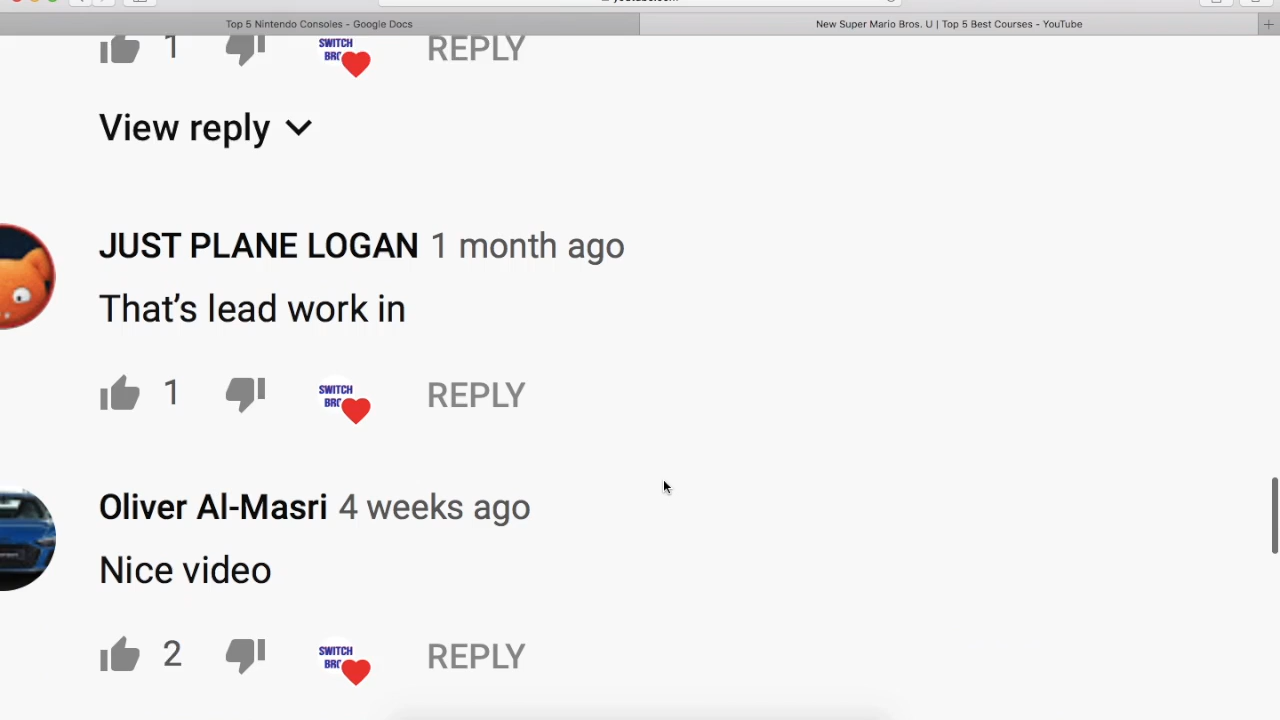 Top 5 Nintendo Consoles - Google Docs
New Super Mario Bros. U | Top 5 Best Courses - YouTube
1
SWITCH
REPLY
View reply
JUST PLANE LOGAN 1 month ago
That’s lead work in
1
SWITCH
REPLY
Oliver Al-Masri 4 weeks ago
Nice video
2
SWITCH
REPLY